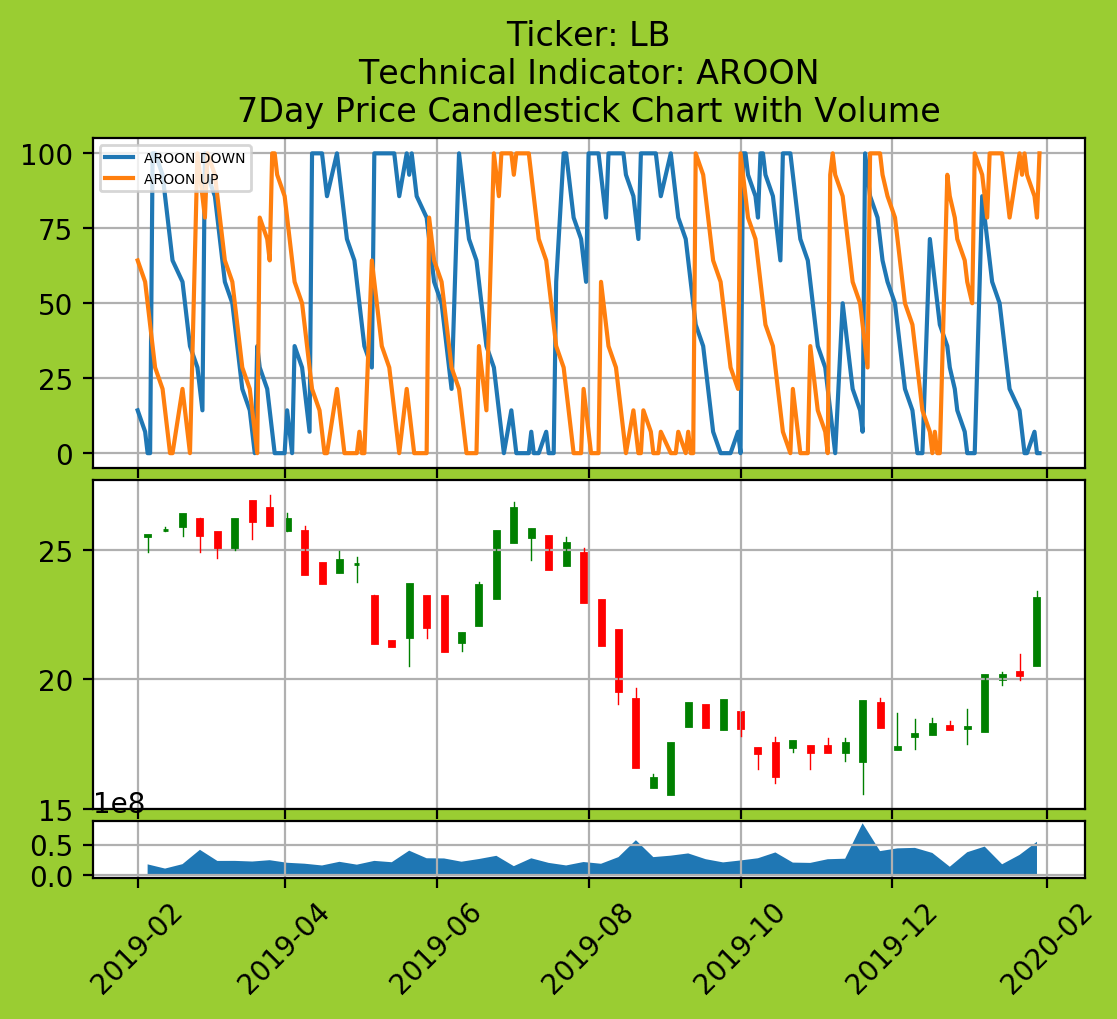 Ticker: LB
Technical Indicator: AROON
7Day Price Candlestick Chart with Volume
AROON DOWN
AROON UP
100
75
50
25
0
25
20
15
1e8
0.5
0.0
2019-02
2019-04
2019-06
2019-08
2019-10
2019-12
2020-02